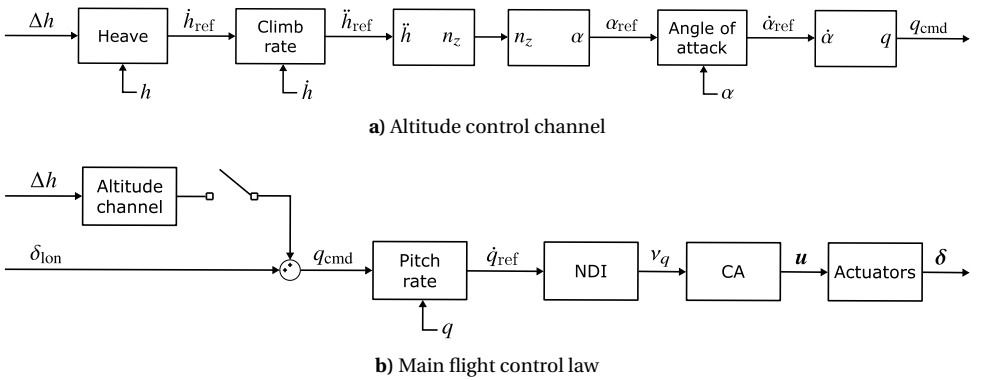 Δh Heave ḣref Climb rate ḧref ḧ nz nz α αref Angle of attack α̇ref α̇ q qcmd
h ḣ α
a) Altitude control channel
Δh Altitude channel
δlon qcmd Pitch rate q̇ref NDI νq CA u Actuators δ
q
b) Main flight control law